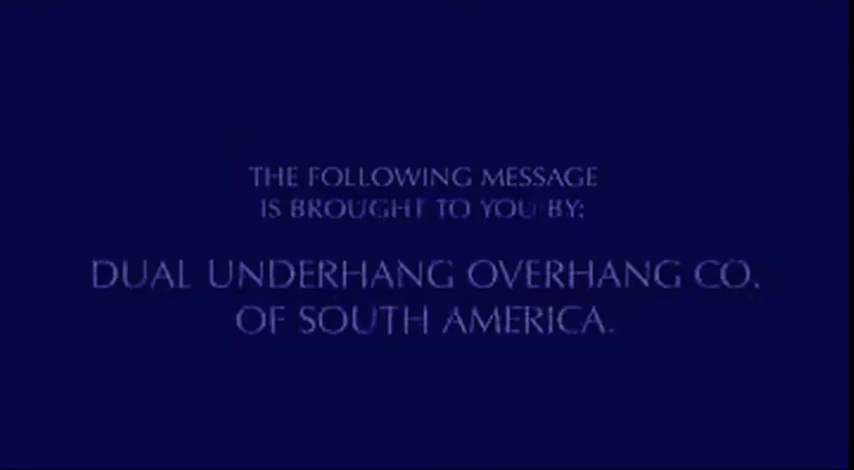 THE FOLLOWING MESSAGE
IS BROUGHT TO YOU BY:
DUAL UNDERHANG OVERHANG CO.
OF SOUTH AMERICA.